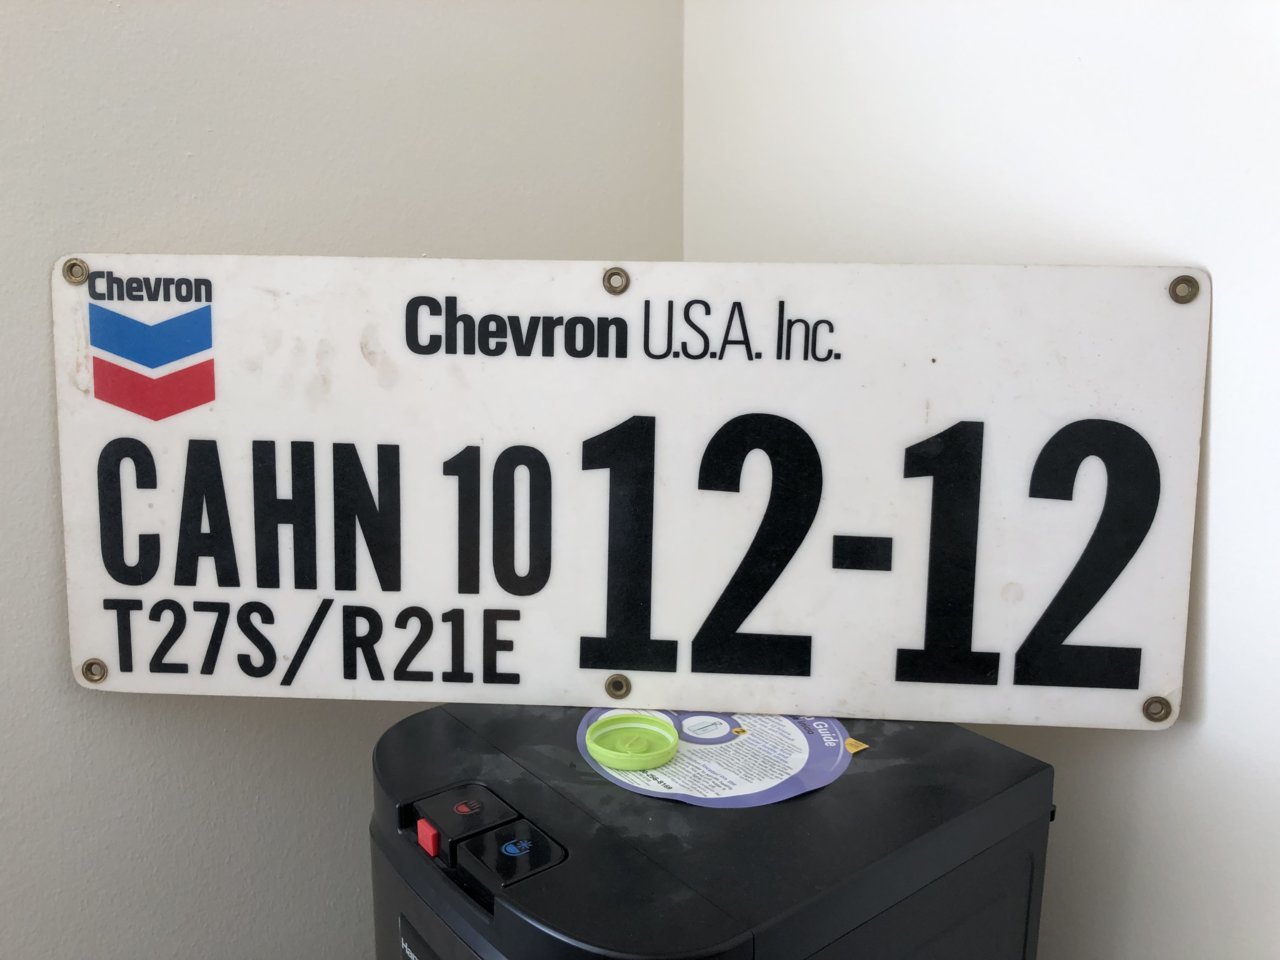 Chevron
Chevron U.S.A. Inc.
CAHN 10 12-12
T27S/R21E
Guide